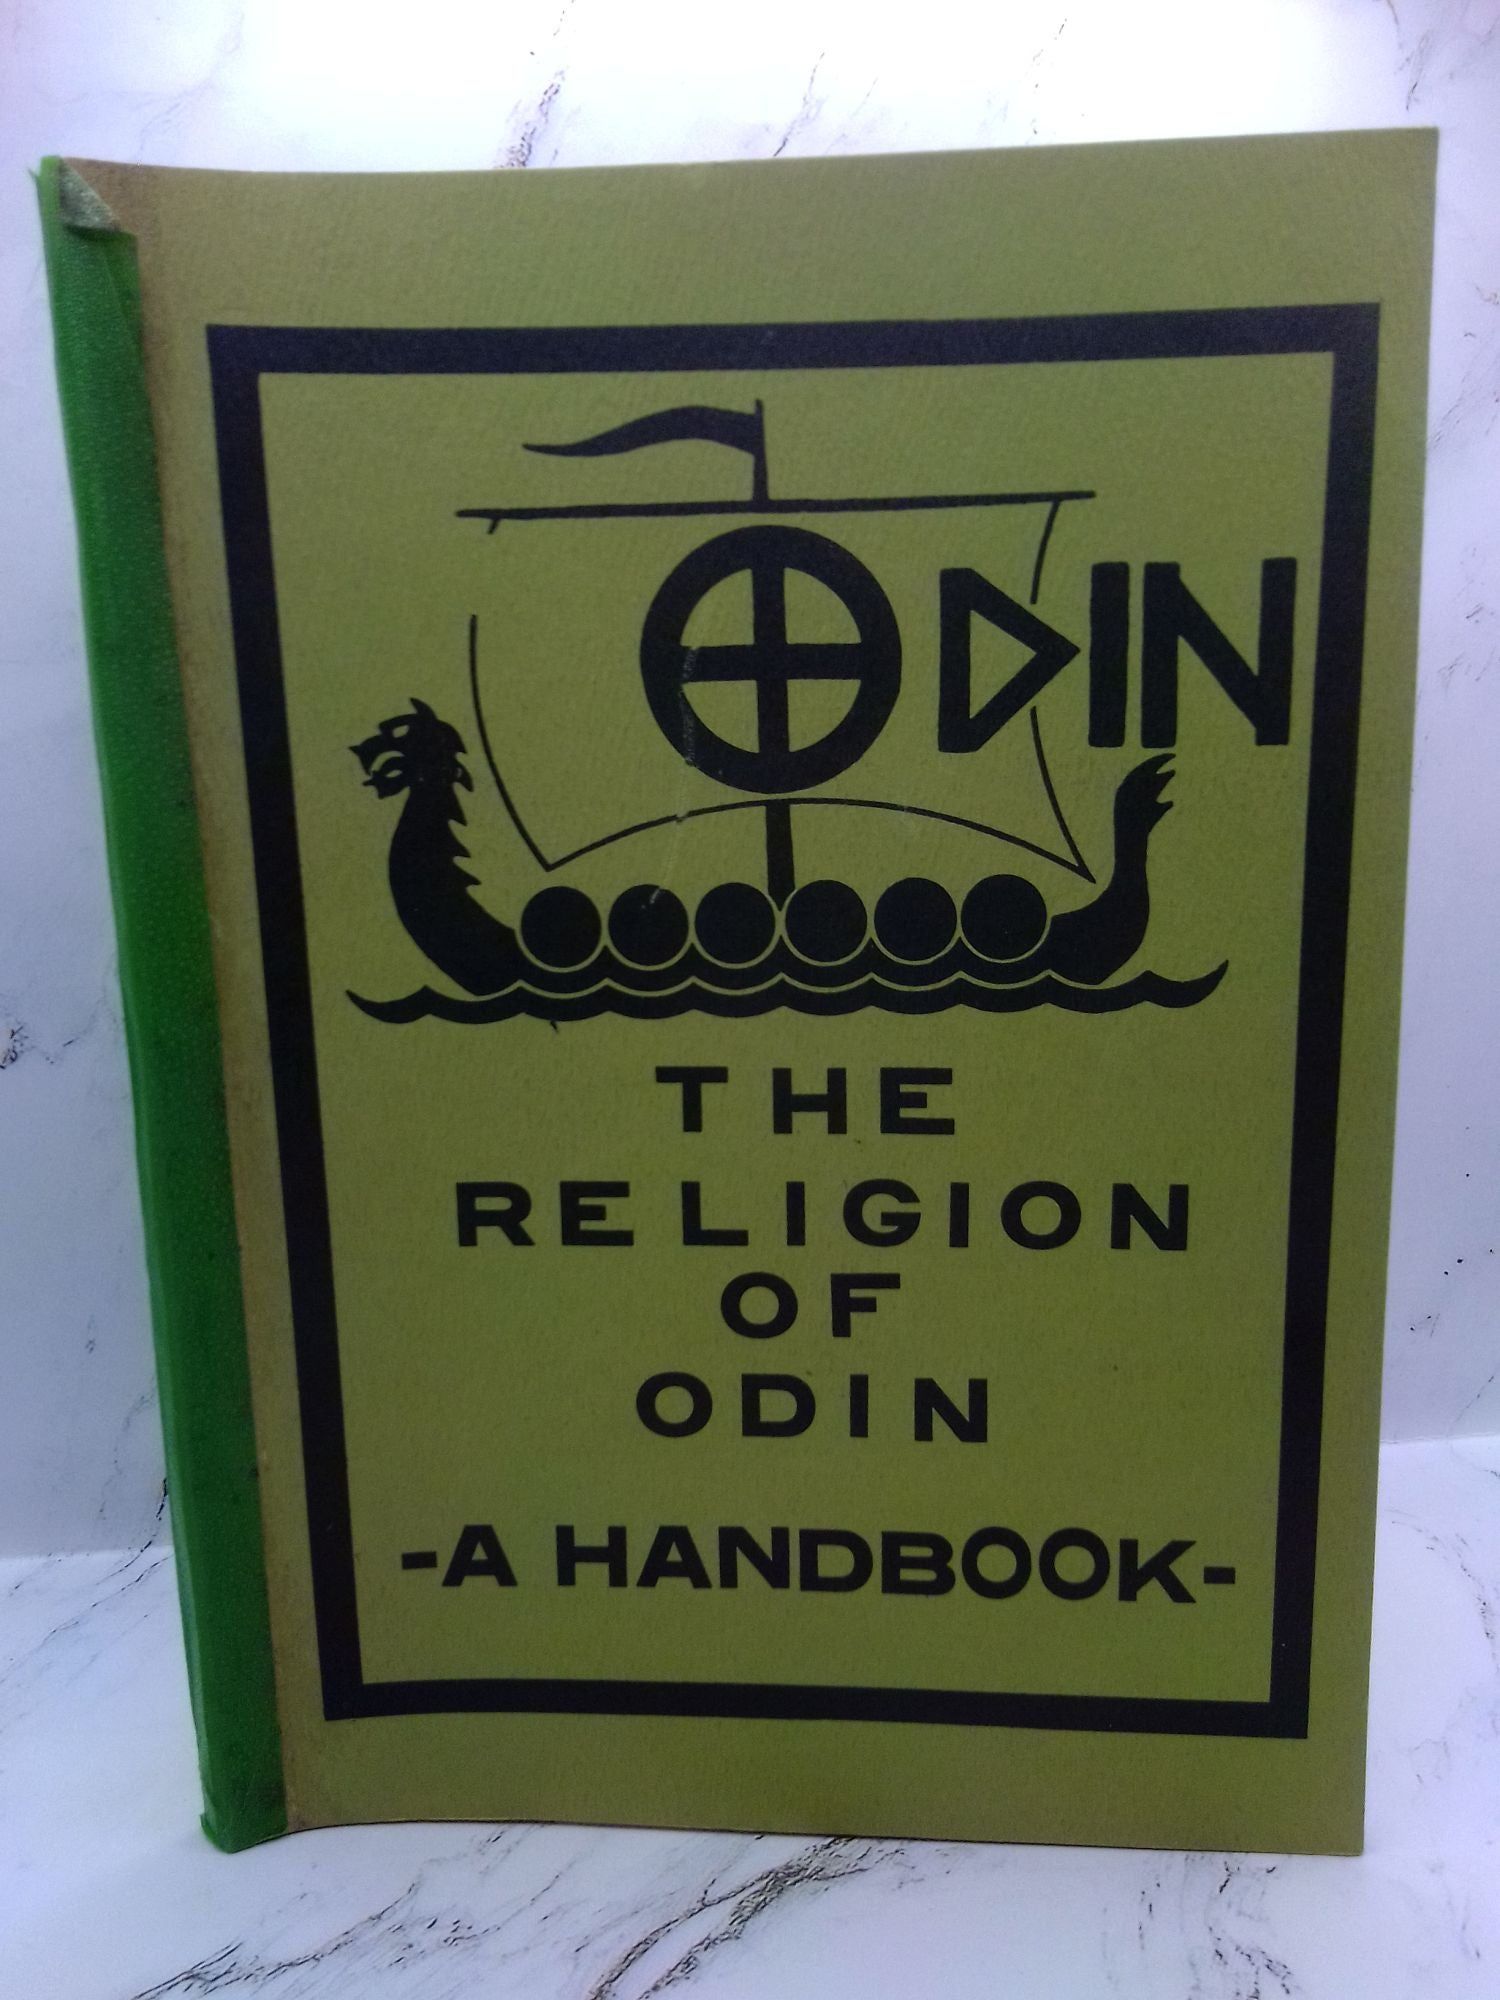 ODIN
THE
RELIGION
OF
ODIN
-A HANDBOOK-